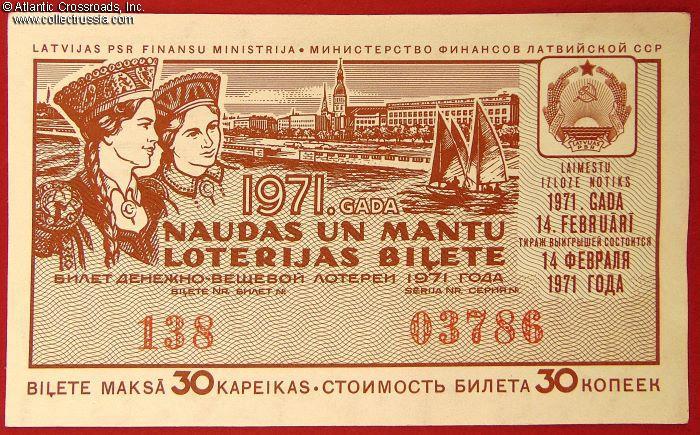 © Atlantic Crossroads, Inc.
www.collectrussia.com
LATVIJAS PSR FINANSU MINISTRIJA • МИНИСТЕРСТВО ФИНАНСОВ ЛАТВИЙСКОЙ ССР
1971. GADA
NAUDAS UN MANTU
LOTERIJAS BIĻETE
БИЛЕТ ДЕНЕЖНО-ВЕЩЕВОЙ ЛОТЕРЕИ 1971 ГОДА
BIĻETE NR. БИЛЕТ № SERIJA NR. СЕРИЯ №
138 03786
LAIMESTU
IZLOZE NOTIKS
1971. GADA
14. FEBRUARĪ
ТИРАЖ ВЫИГРЫШЕЙ СОСТОИТСЯ
14 ФЕВРАЛЯ
1971 ГОДА
BIĻETE MAKSĀ 30 KAPEIKAS • СТОИМОСТЬ БИЛЕТА 30 КОПЕЕК